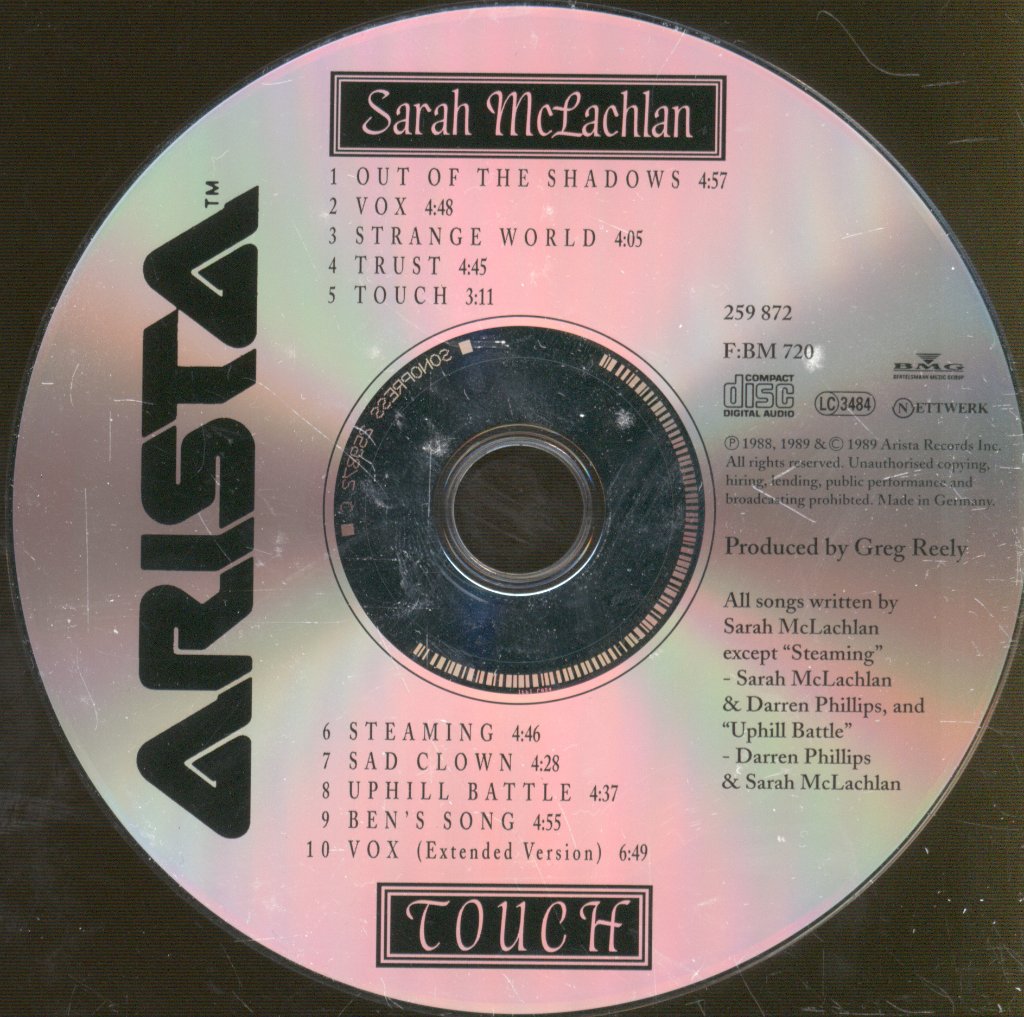 Sarah McLachlan
1 OUT OF THE SHADOWS 4:57
2 VOX 4:48
3 STRANGE WORLD 4:05
4 TRUST 4:45
5 TOUCH 3:11
ARISTA™
259 872
F:BM 720
BMG
BERTELSMANN MUSIC GROUP
COMPACT
disc
DIGITAL AUDIO
LC 3484
NETTWERK
℗ 1988, 1989 & © 1989 Arista Records Inc.
All rights reserved. Unauthorised copying,
hiring, lending, public performance and
broadcasting prohibted. Made in Germany.
Produced by Greg Reely
All songs written by
Sarah McLachlan
except “Steaming”
- Sarah McLachlan
& Darren Phillips, and
“Uphill Battle”
- Darren Phillips
& Sarah McLachlan
SONOPRESS
6 STEAMING 4:46
7 SAD CLOWN 4:28
8 UPHILL BATTLE 4:37
9 BEN'S SONG 4:55
10 VOX (Extended Version) 6:49
TOUCH